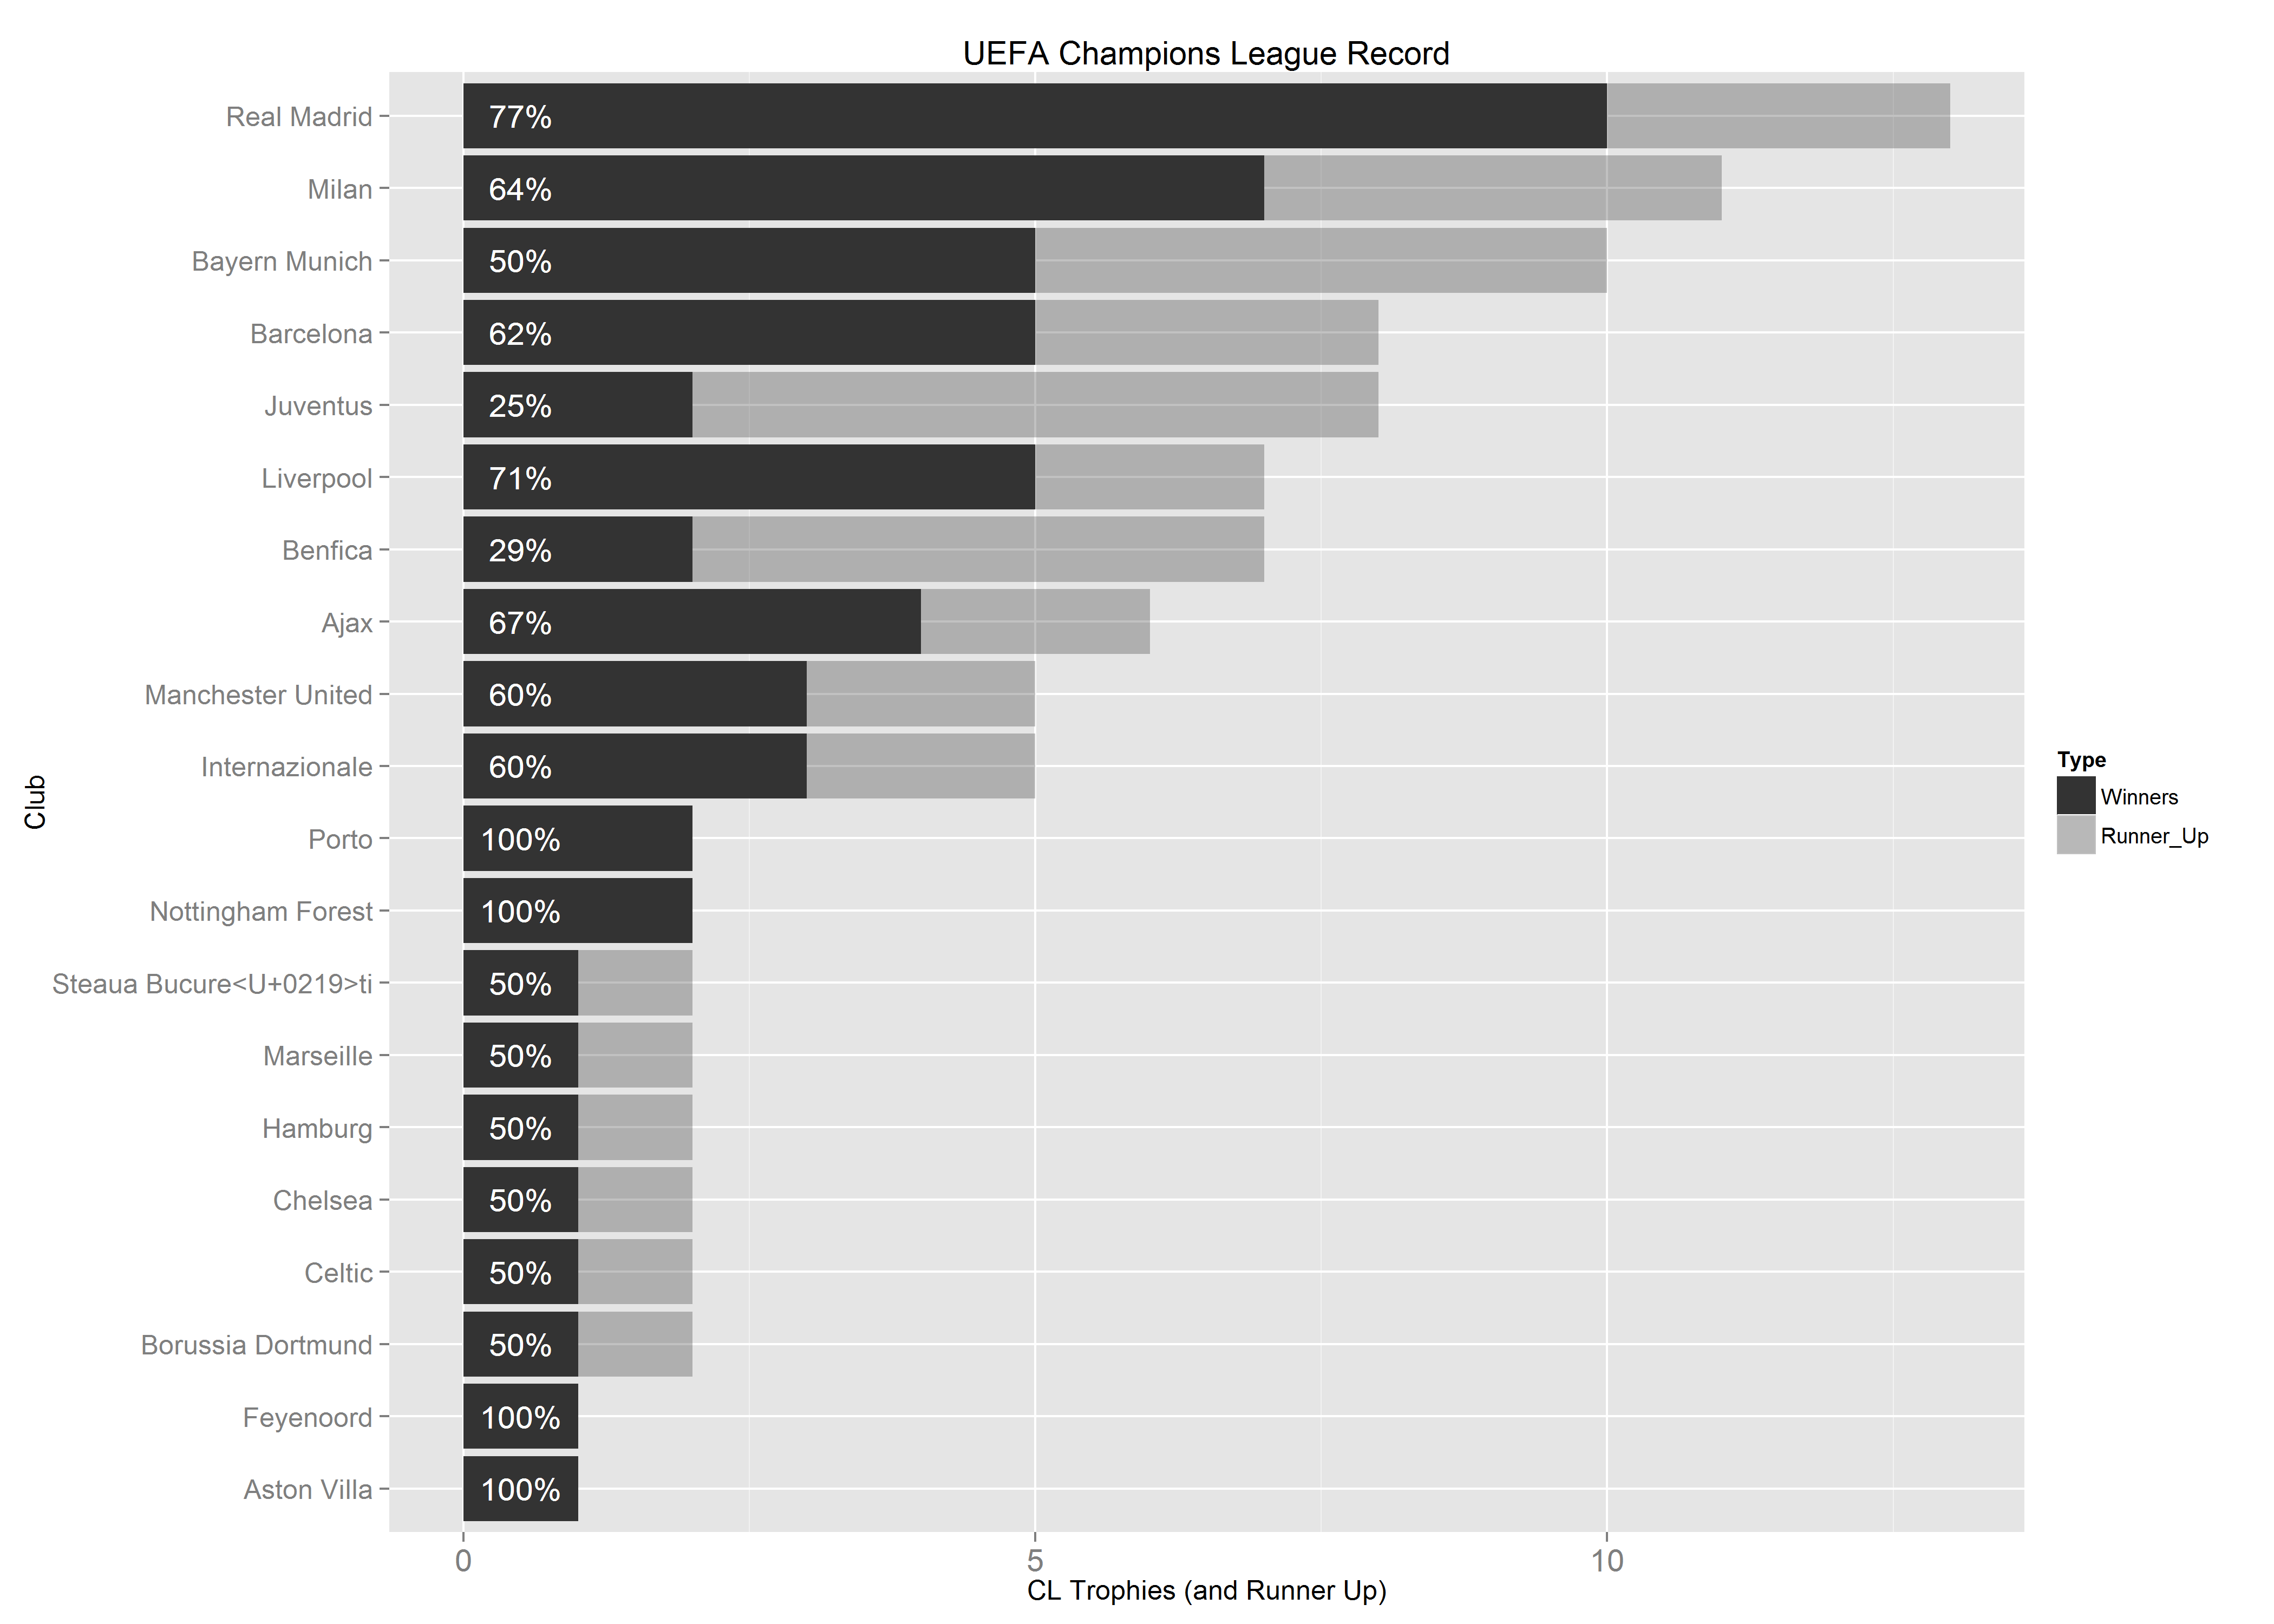 UEFA Champions League Record
Real Madrid 77%
Milan 64%
Bayern Munich 50%
Barcelona 62%
Juventus 25%
Liverpool 71%
Benfica 29%
Ajax 67%
Manchester United 60%
Internazionale 60%
Porto 100%
Nottingham Forest 100%
Steaua Bucure<U+0219>ti 50%
Marseille 50%
Hamburg 50%
Chelsea 50%
Celtic 50%
Borussia Dortmund 50%
Feyenoord 100%
Aston Villa 100%
Club
0 5 10
CL Trophies (and Runner Up)
Type
Winners
Runner_Up